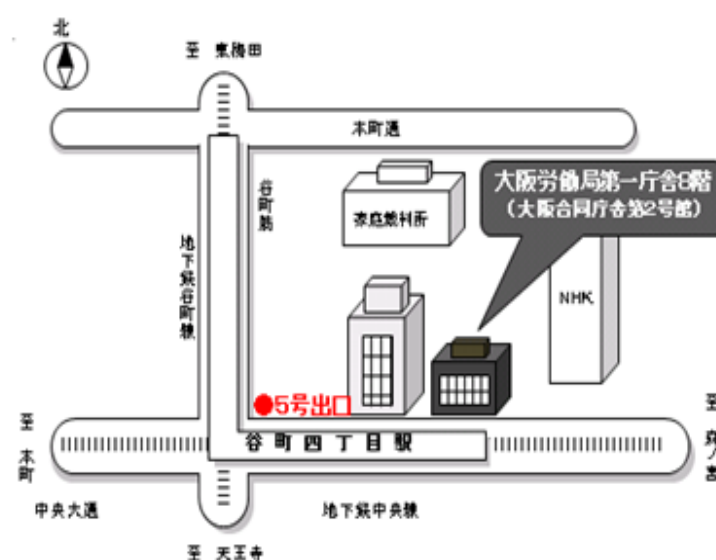 北
至 東梅田
本町通
大阪労働局第一庁舎8階
(大阪合同庁舎第2号館)
谷町筋
家庭裁判所
地下鉄谷町線
NHK
●5号出口
至 本町
谷町四丁目駅
至 森ノ宮
中央大通
地下鉄中央線
至 天王寺